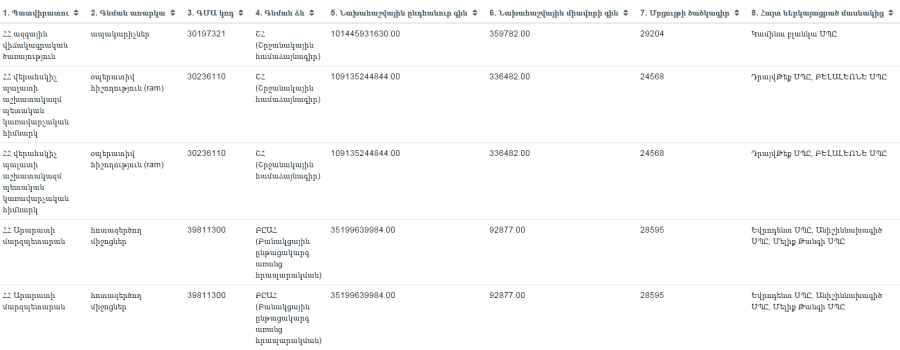 1. Պատվիրատու 2. Գնման առարկա 3. ԳՄԱ կոդ 4. Գնման ձև 5. Նախահաշվային ընդհանուր գին 6. Նախահաշվային միավորի գին 7. Մրցույթի ծածկագիր 8. Հայտ ներկայացրած մասնակից
ՀՀ ազգային ապակարիչներ 30197321 ՇՀ 101445931630.00 359782.00 29204 Կամինա բլանկա ՍՊԸ
վիճակագրական (Շրջանակային
ծառայություն համաձայնագիր)
ՀՀ վերահսկիչ օպերատիվ 30236110 ՇՀ 109135244844.00 336482.00 24568 ԴրայվԹեք ՍՊԸ, ԲԵԼԱԼԵՈՆԵ ՍՊԸ
պալատի հիշողություն (ram) (Շրջանակային
աշխատակազմ համաձայնագիր)
պետական
կառավարչական
հիմնարկ
ՀՀ վերահսկիչ օպերատիվ 30236110 ՇՀ 109135244844.00 336482.00 24568 ԴրայվԹեք ՍՊԸ, ԲԵԼԱԼԵՈՆԵ ՍՊԸ
պալատի հիշողություն (ram) (Շրջանակային
աշխատակազմ համաձայնագիր)
պետական
կառավարչական
հիմնարկ
ՀՀ Արարատի հոտազերծող 39811300 ԲԸԱՀ 35199639984.00 92877.00 28595 Եվրոդենտ ՍՊԸ, Անիշիննախագիծ
մարզպետարան միջոցներ (Բանակցային ՍՊԸ, Մելիք Թանգի ՍՊԸ
ընթացակարգ
առանց
հրապարակման)
ՀՀ Արարատի հոտազերծող 39811300 ԲԸԱՀ 35199639984.00 92877.00 28595 Եվրոդենտ ՍՊԸ, Անիշիննախագիծ
մարզպետարան միջոցներ (Բանակցային ՍՊԸ, Մելիք Թանգի ՍՊԸ
ընթացակարգ
առանց
հրապարակման)